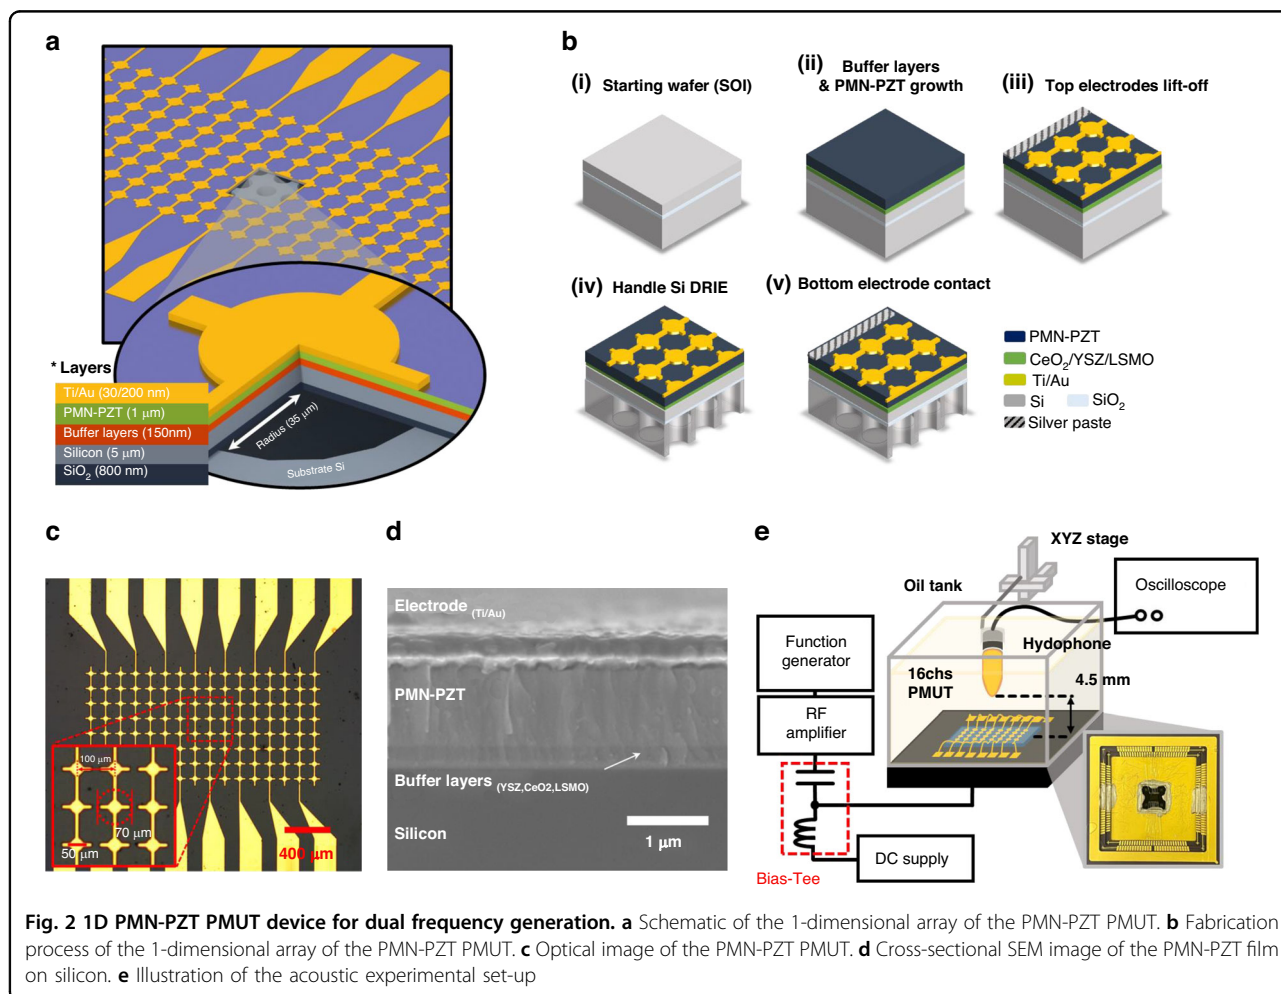 a
* Layers
Ti/Au (30/200 nm)
PMN-PZT (1 μm)
Buffer layers (150nm)
Silicon (5 μm)
SiO2 (800 nm)
Radius (35 μm)
Substrate Si
b
(i) Starting wafer (SOI)
(ii) Buffer layers
& PMN-PZT growth
(iii) Top electrodes lift-off
(iv) Handle Si DRIE
(v) Bottom electrode contact
PMN-PZT
CeO2/YSZ/LSMO
Ti/Au
Si SiO2
Silver paste
c
100 μm
70 μm
50 μm
400 μm
d
Electrode (Ti/Au)
PMN-PZT
Buffer layers (YSZ,CeO2,LSMO)
Silicon
1 μm
e
XYZ stage
Oil tank
Oscilloscope
Function
generator
Hydophone
16chs
PMUT
4.5 mm
RF
amplifier
DC supply
Bias-Tee
Fig. 2 1D PMN-PZT PMUT device for dual frequency generation. a Schematic of the 1-dimensional array of the PMN-PZT PMUT. b Fabrication
process of the 1-dimensional array of the PMN-PZT PMUT. c Optical image of the PMN-PZT PMUT. d Cross-sectional SEM image of the PMN-PZT film
on silicon. e Illustration of the acoustic experimental set-up